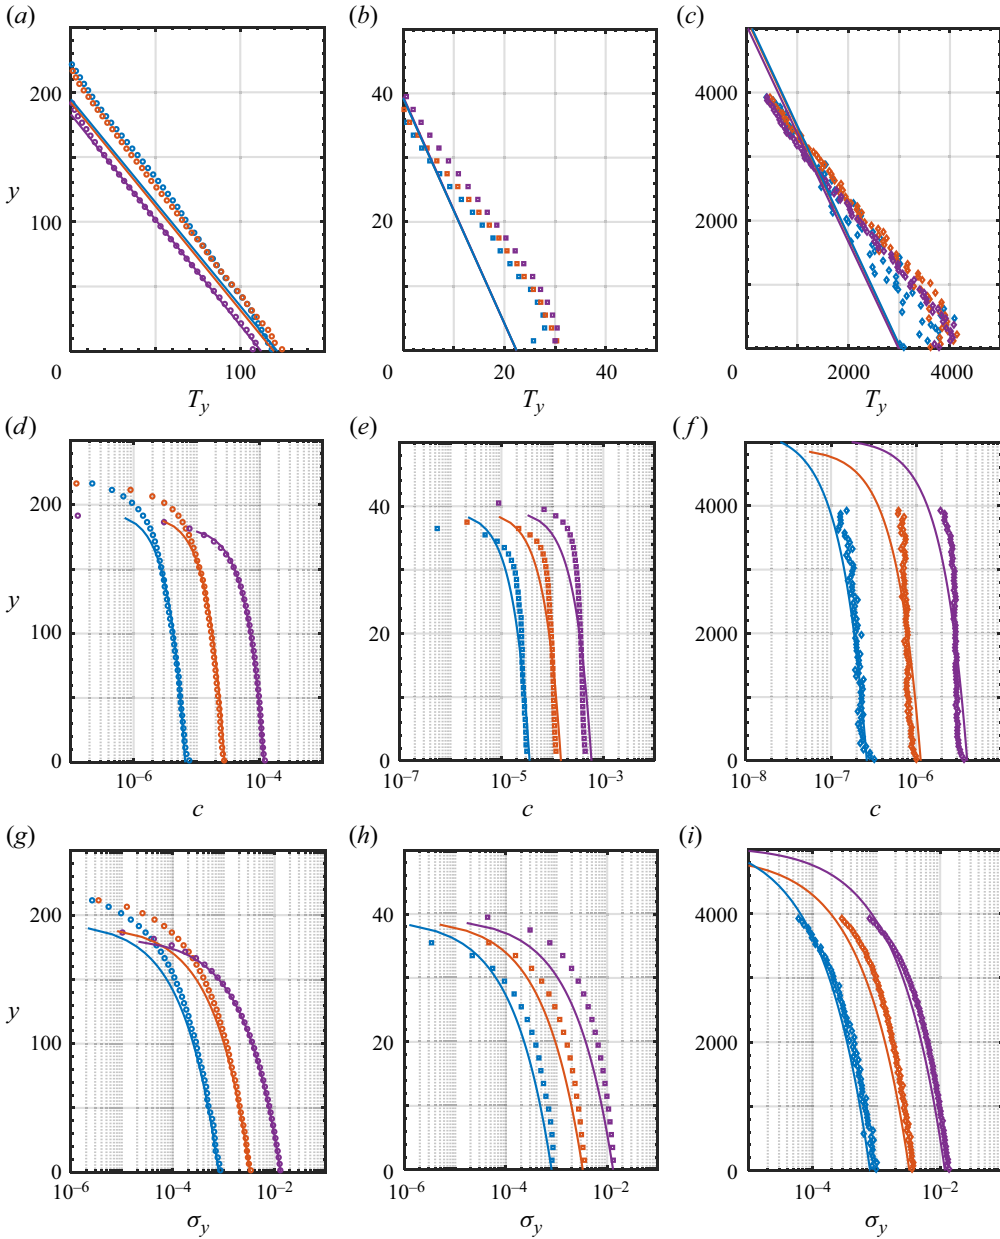 (a) (b) (c)
200 40 4000
y
100 20 2000
0 100 0 20 40 0 2000 4000
T_y T_y T_y
(d) (e) (f)
200 40 4000
y
100 20 2000
0 0 0
10⁻⁶ 10⁻⁴ 10⁻⁷ 10⁻⁵ 10⁻³ 10⁻⁸ 10⁻⁷ 10⁻⁶
c c c
(g) (h) (i)
200 40 4000
y
100 20 2000
0 0 0
10⁻⁶ 10⁻⁴ 10⁻² 10⁻⁶ 10⁻⁴ 10⁻² 10⁻⁴ 10⁻²
σ_y σ_y σ_y